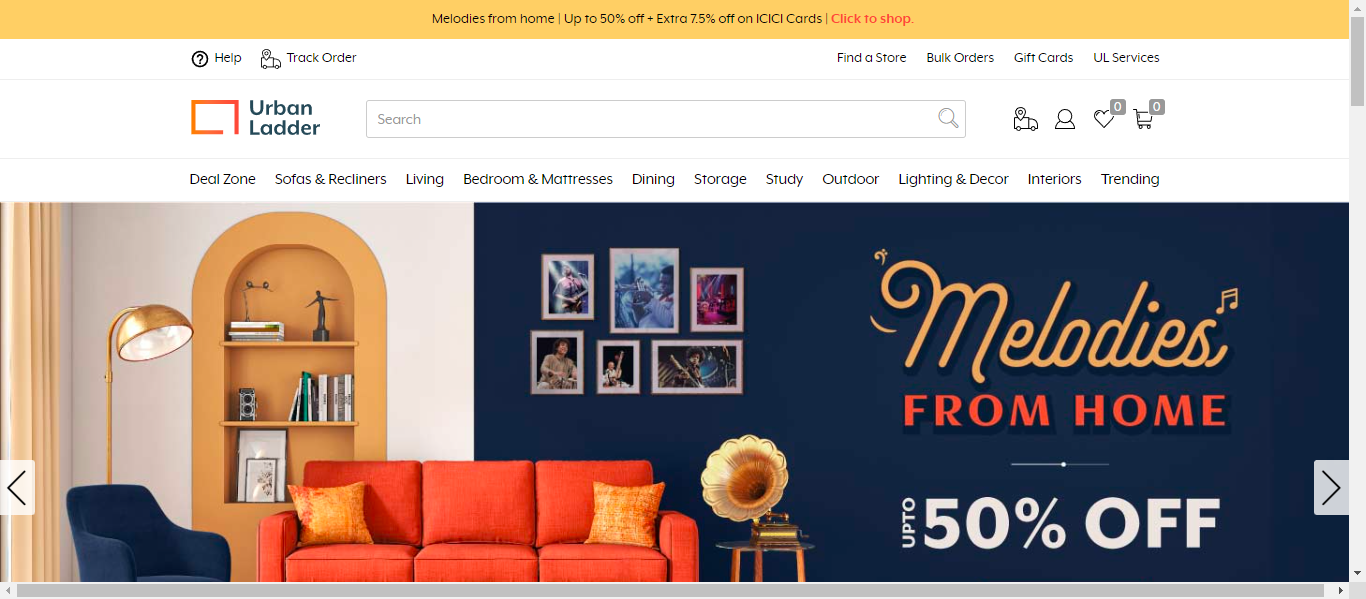 Melodies from home | Up to 50% off + Extra 7.5% off on ICICI Cards | Click to shop.
Help Track Order Find a Store Bulk Orders Gift Cards UL Services
Urban
Ladder
Search
0 0
Deal Zone Sofas & Recliners Living Bedroom & Mattresses Dining Storage Study Outdoor Lighting & Decor Interiors Trending
Melodies
FROM HOME
UPTO 50% OFF